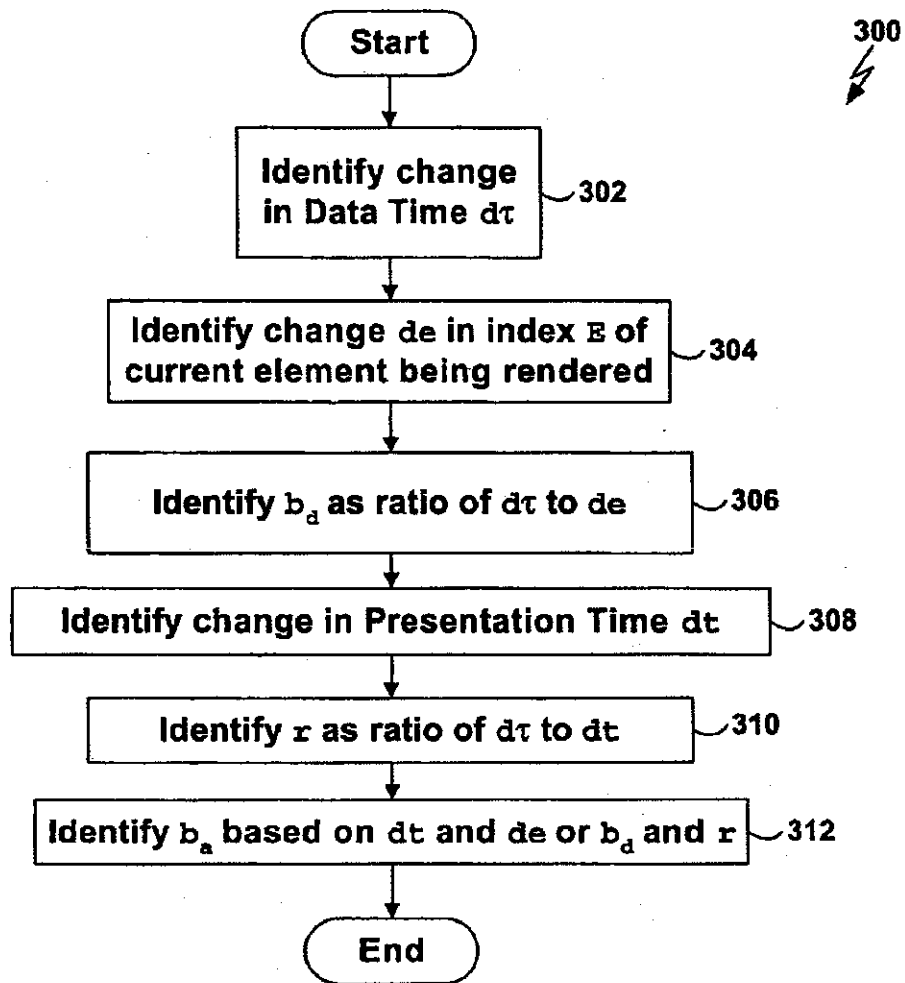 Start
300
Identify change
in Data Time dτ
302
Identify change de in index E of
current element being rendered
304
Identify b_d as ratio of dτ to de
306
Identify change in Presentation Time dt
308
Identify r as ratio of dτ to dt
310
Identify b_a based on dt and de or b_d and r
312
End